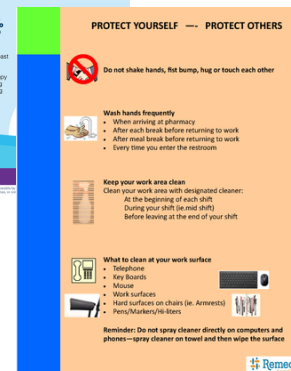 PROTECT YOURSELF —- PROTECT OTHERS
Do not shake hands, fist bump, hug or touch each other
Wash hands frequently
• When arriving at pharmacy
• After each break before returning to work
• After meal break before returning to work
• Every time you enter the restroom
Keep your work area clean
Clean your work area with designated cleaner:
At the beginning of each shift
During your shift (ie.mid shift)
Before leaving at the end of your shift
What to clean at your work surface
• Telephone
• Key Boards
• Mouse
• Work surfaces
• Hard surfaces on chairs (ie. Armrests)
• Pens/Markers/Hi-liters
Reminder: Do not spray cleaner directly on computers and
phones—spray cleaner on towel and then wipe the surface
Remed